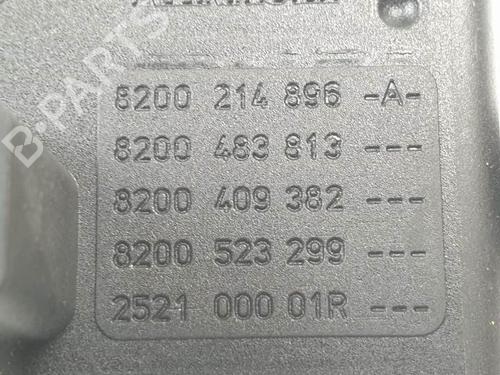 B-PARTS
8200 214 896 -A-
8200 483 813 ---
8200 409 382 ---
8200 523 299 ---
2521 000 01R ---